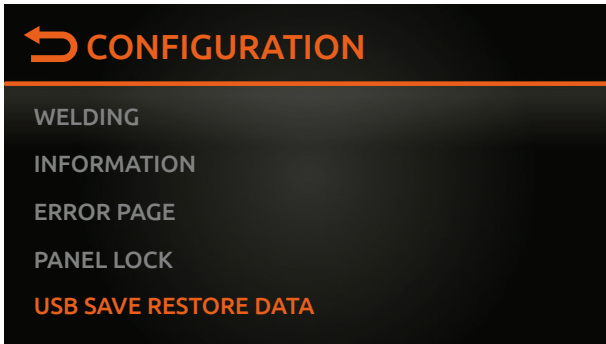 CONFIGURATION
WELDING
INFORMATION
ERROR PAGE
PANEL LOCK
USB SAVE RESTORE DATA